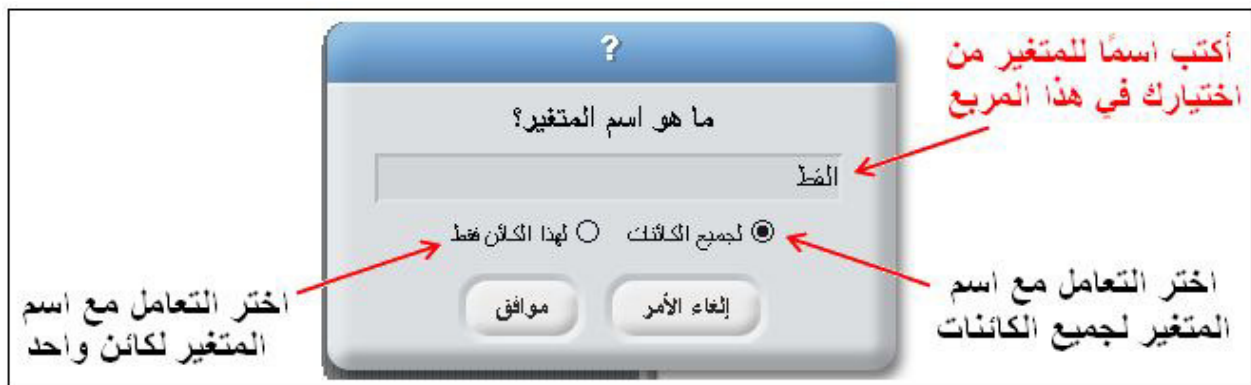 ?
أكتب اسمًا للمتغير من
اختيارك في هذا المربع
ما هو اسم المتغير؟
القط
لجميع الكائنات
لهذا الكائن فقط
إلغاء الأمر
موافق
اختر التعامل مع اسم
المتغير لجميع الكائنات
اختر التعامل مع اسم
المتغير لكائن واحد